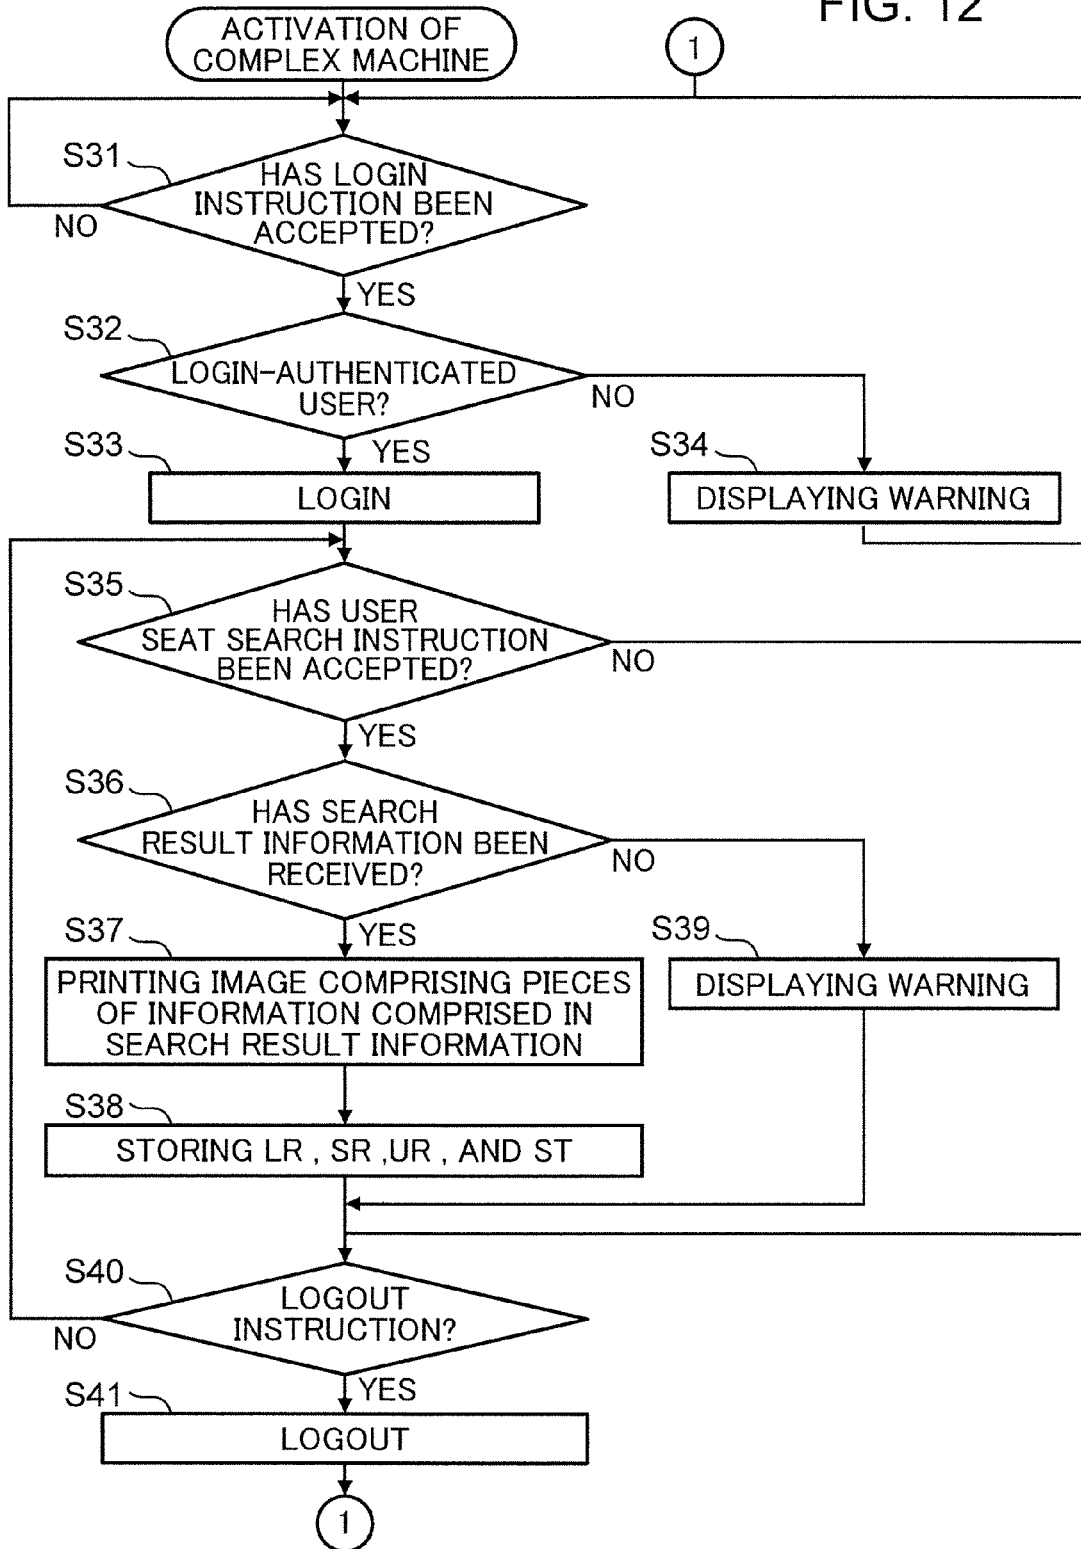 FIG. 12
ACTIVATION OF
COMPLEX MACHINE
1
S31
HAS LOGIN
INSTRUCTION BEEN
ACCEPTED?
NO
YES
S32
LOGIN-AUTHENTICATED
USER?
NO
YES
S33
LOGIN
S34
DISPLAYING WARNING
S35
HAS USER
SEAT SEARCH INSTRUCTION
BEEN ACCEPTED?
NO
YES
S36
HAS SEARCH
RESULT INFORMATION BEEN
RECEIVED?
NO
YES
S37
PRINTING IMAGE COMPRISING PIECES
OF INFORMATION COMPRISED IN
SEARCH RESULT INFORMATION
S39
DISPLAYING WARNING
S38
STORING LR , SR ,UR , AND ST
S40
LOGOUT
INSTRUCTION?
NO
YES
S41
LOGOUT
1